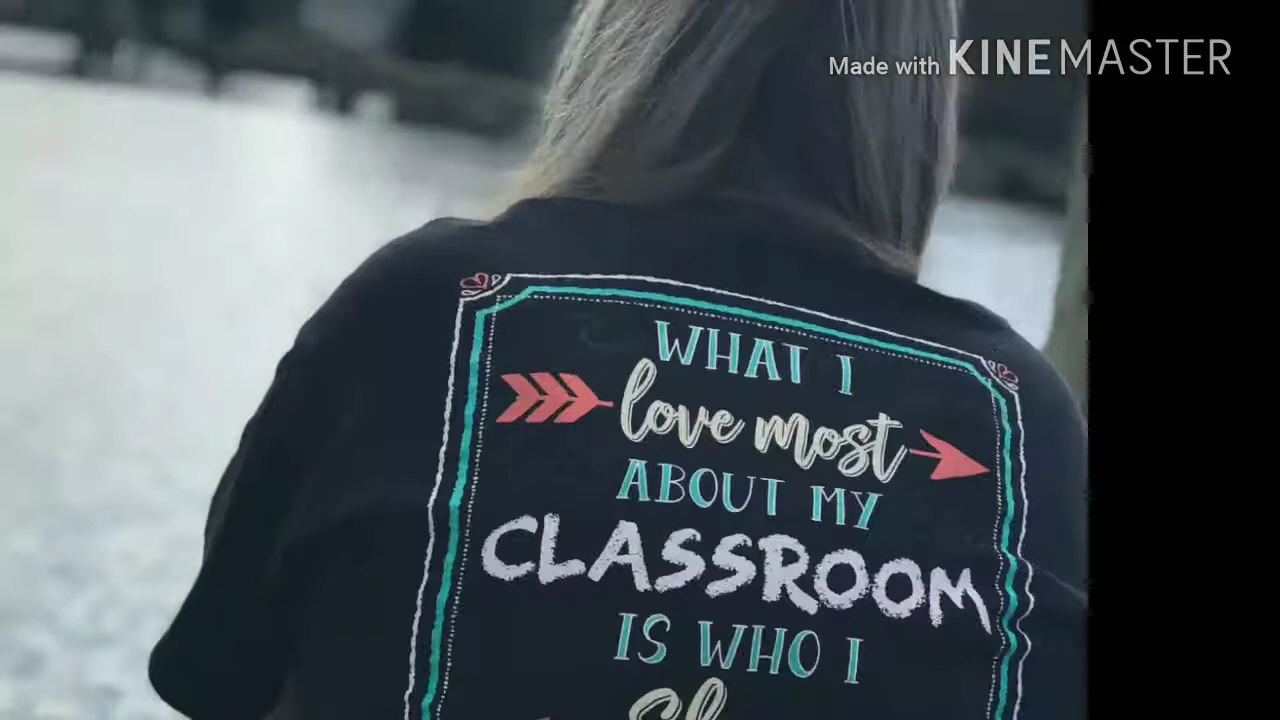 Made with KINEMASTER
WHAT I
love most
ABOUT MY
CLASSROOM
IS WHO I